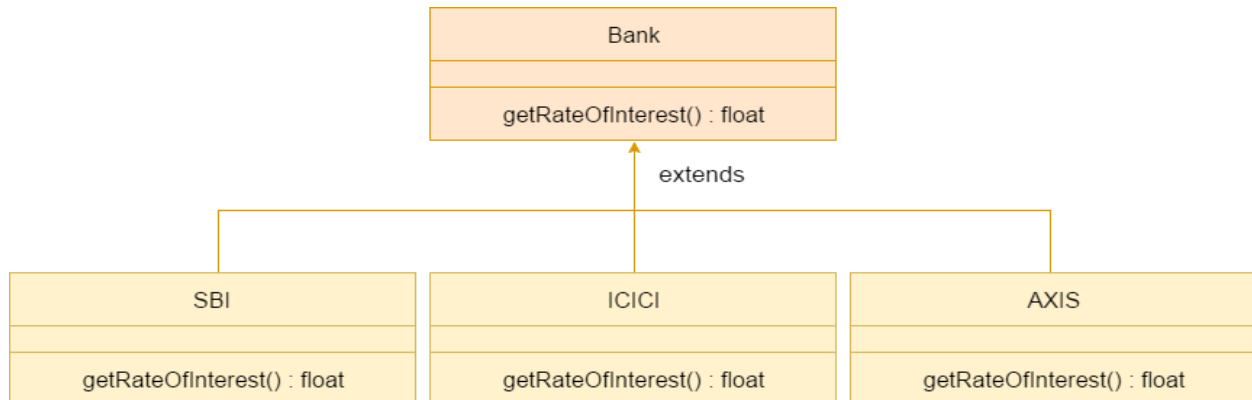 Bank
getRateOfInterest() : float
extends
SBI
ICICI
AXIS
getRateOfInterest() : float
getRateOfInterest() : float
getRateOfInterest() : float